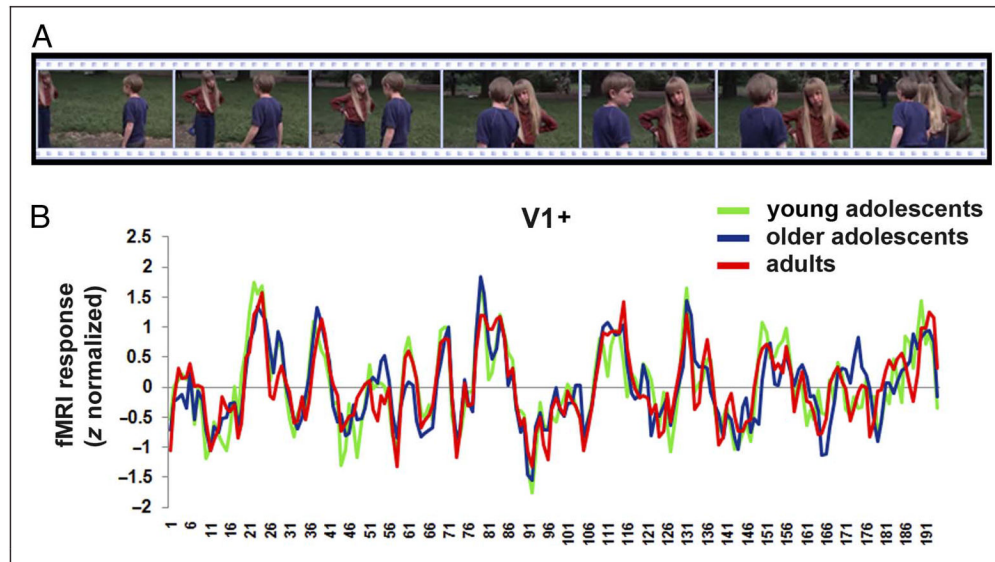 A
B
V1+
young adolescents
older adolescents
adults
fMRI response
(z normalized)
2.5
2
1.5
1
0.5
0
−0.5
−1
−1.5
−2
1 6 11 16 21 26 31 36 41 46 51 56 61 66 71 76 81 86 91 96 101 106 111 116 121 126 131 136 141 146 151 156 161 166 171 176 181 186 191